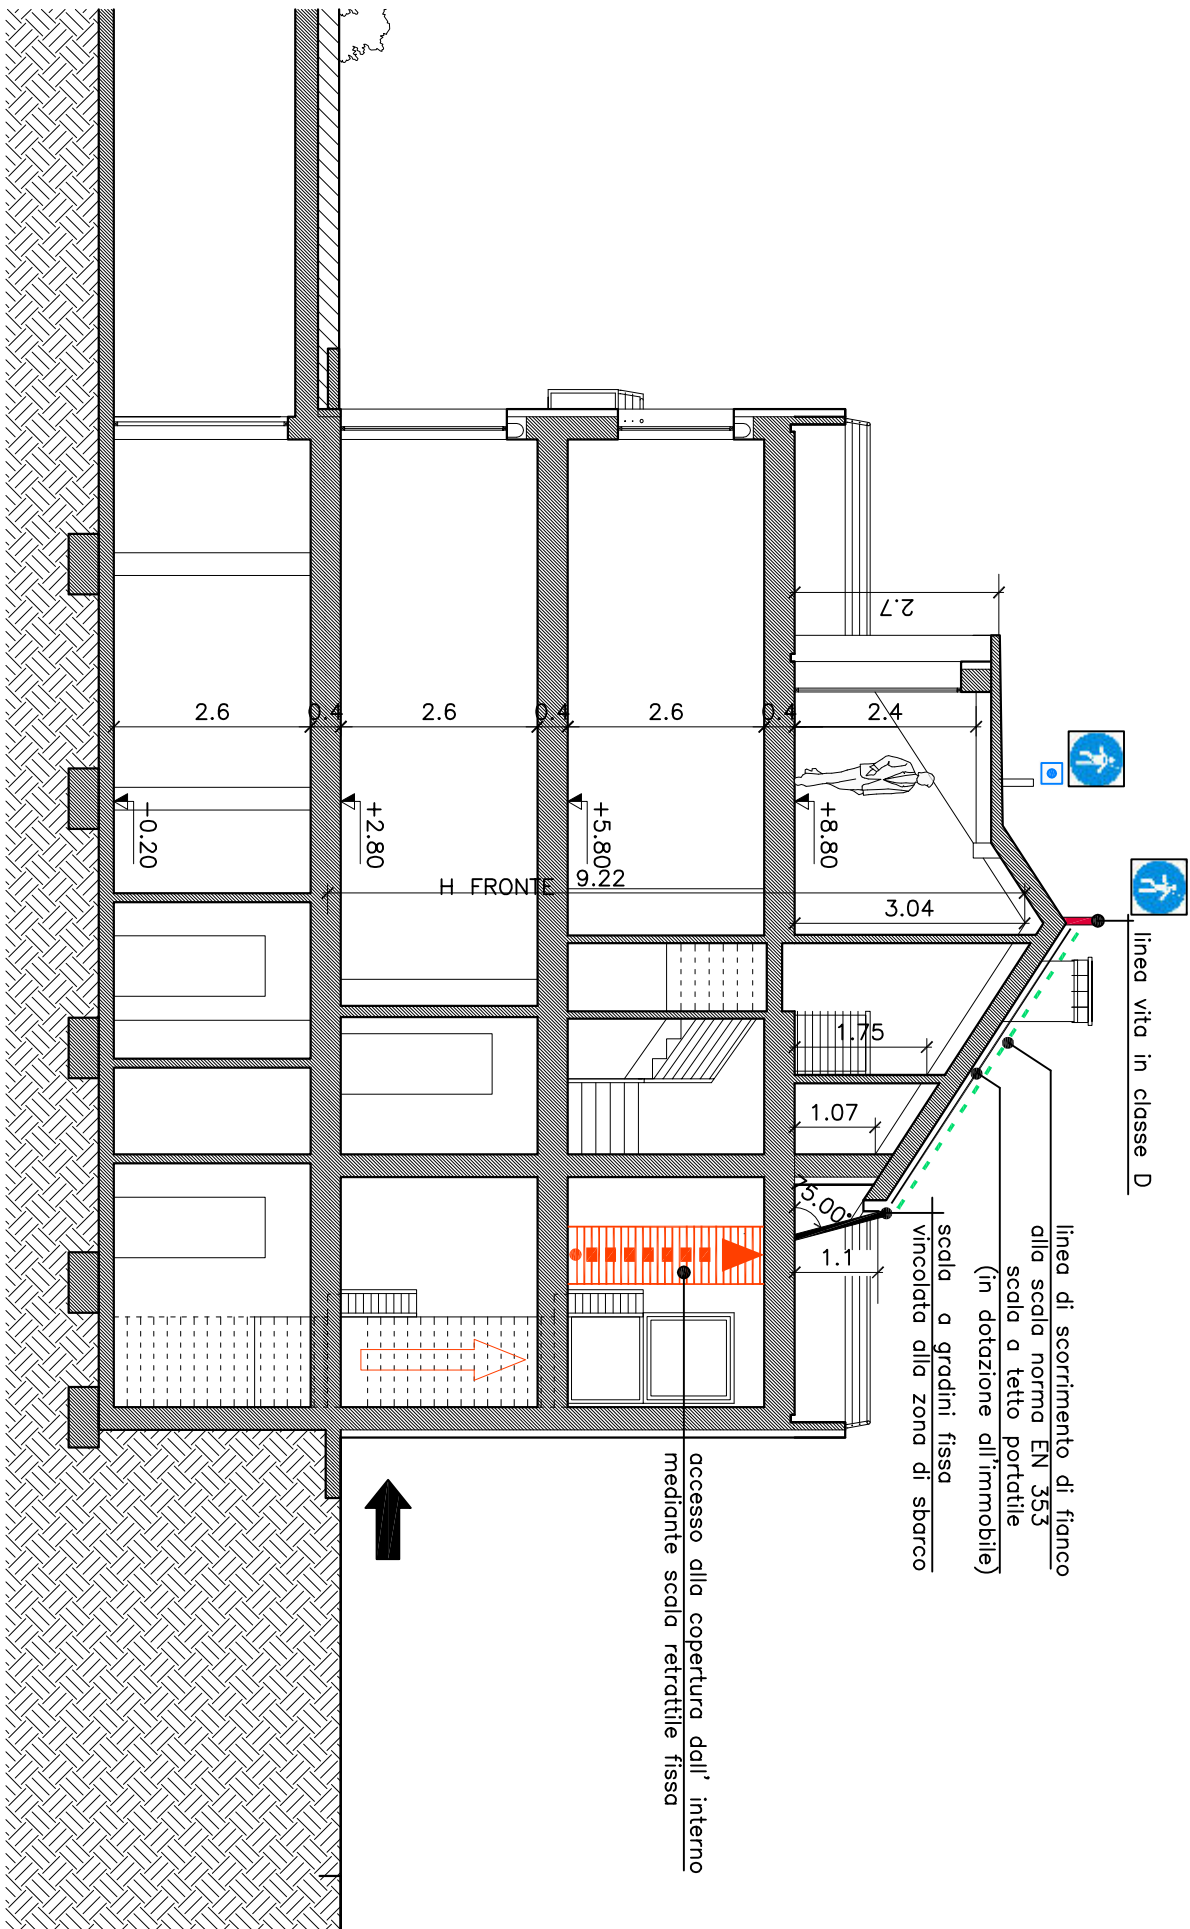 linea vita in classe D
linea di scorrimento di fianco
alla scala norma EN 353
scala a tetto portatile
(in dotazione all'immobile)
scala a gradini fissa
vincolata alla zona di sbarco
accesso alla copertura dall' interno
mediante scala retrattile fissa
2.7
2.6
0.4
2.6
0.4
2.6
0.4
2.4
-0.20
+2.80
+5.80
+8.80
H FRONTE 9.22
3.04
1.75
1.07
75.00°
1.1